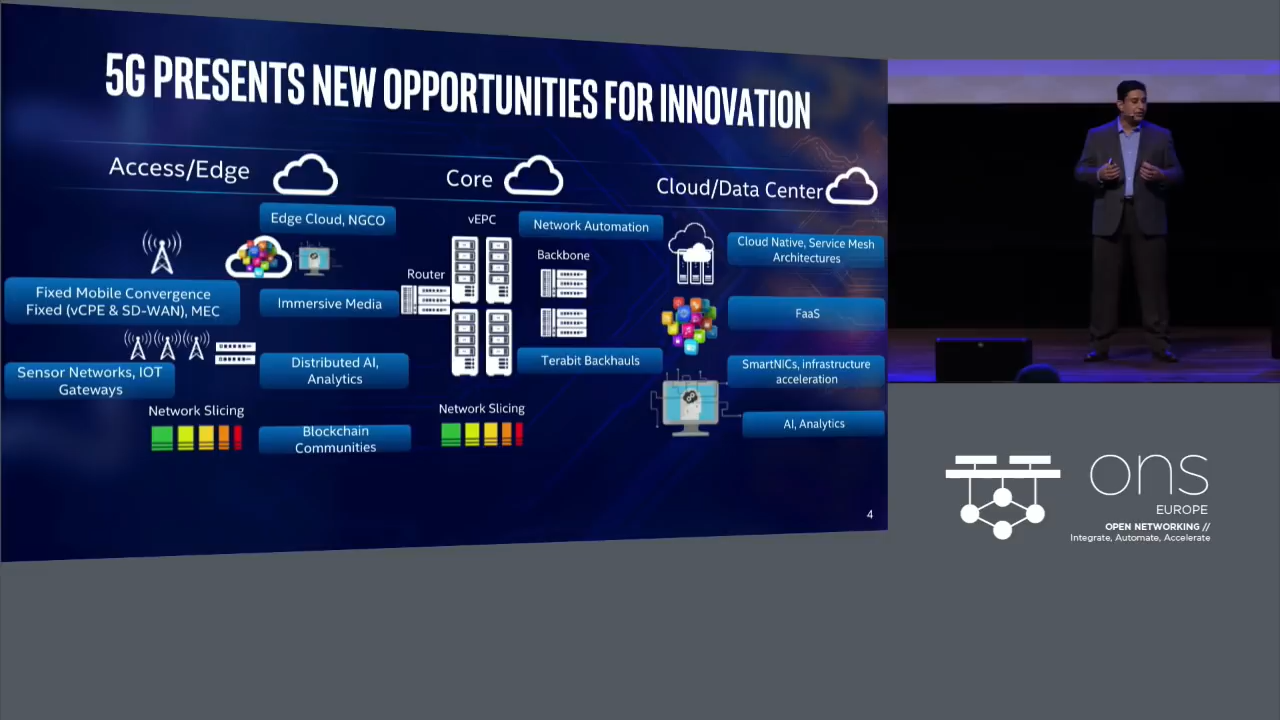 5G PRESENTS NEW OPPORTUNITIES FOR INNOVATION
Access/Edge
Edge Cloud, NGCO
Fixed Mobile Convergence
Fixed (vCPE & SD-WAN), MEC
Immersive Media
Sensor Networks, IOT
Gateways
Distributed AI,
Analytics
Network Slicing
Blockchain
Communities
Core
vEPC
Network Automation
Router
Backbone
Terabit Backhauls
Network Slicing
Cloud/Data Center
Cloud Native, Service Mesh
Architectures
FaaS
SmartNICs, infrastructure
acceleration
AI, Analytics
4
ons
EUROPE
OPEN NETWORKING //
Integrate, Automate, Accelerate